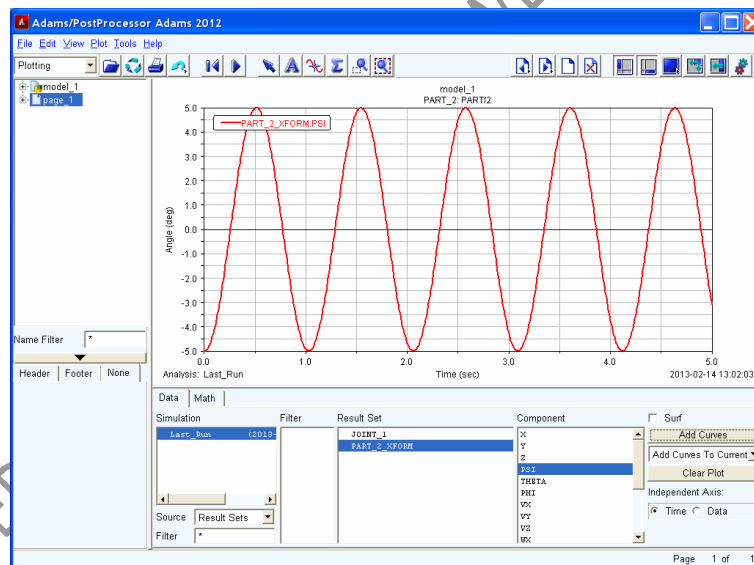 Adams/PostProcessor Adams 2012
File Edit View Plot Tools Help
Plotting
model_1
page_1
model_1
PART_2: PART/2
PART_2_XFORM.PSI
5.0
3.0
2.0
1.0
0.0
-1.0
-2.0
-3.0
-4.0
-5.0
Angle (deg)
0.0 1.0 2.0 3.0 4.0 5.0
Analysis: Last_Run Time (sec) 2013-02-14 13:02:03
Name Filter *
Header Footer None
Data Math
Simulation Filter Result Set Component Surf
Last_Run (2013- JOINT_1 X Add Curves
PART_2_XFORM Y
Z Add Curves To Current
PSI Clear Plot
THETA
PHI Independent Axis:
VX Time Data
Source Result Sets VY
VZ
Filter * WX
Page 1 of 1